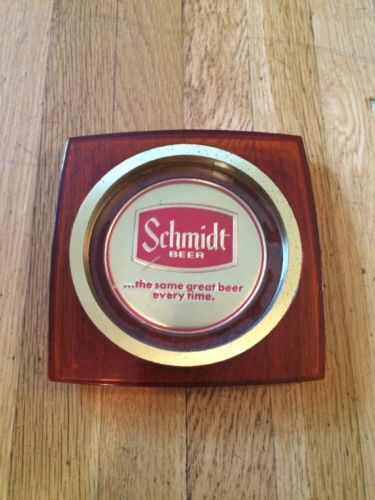 Schmidt
BEER
...the same great beer
every time.